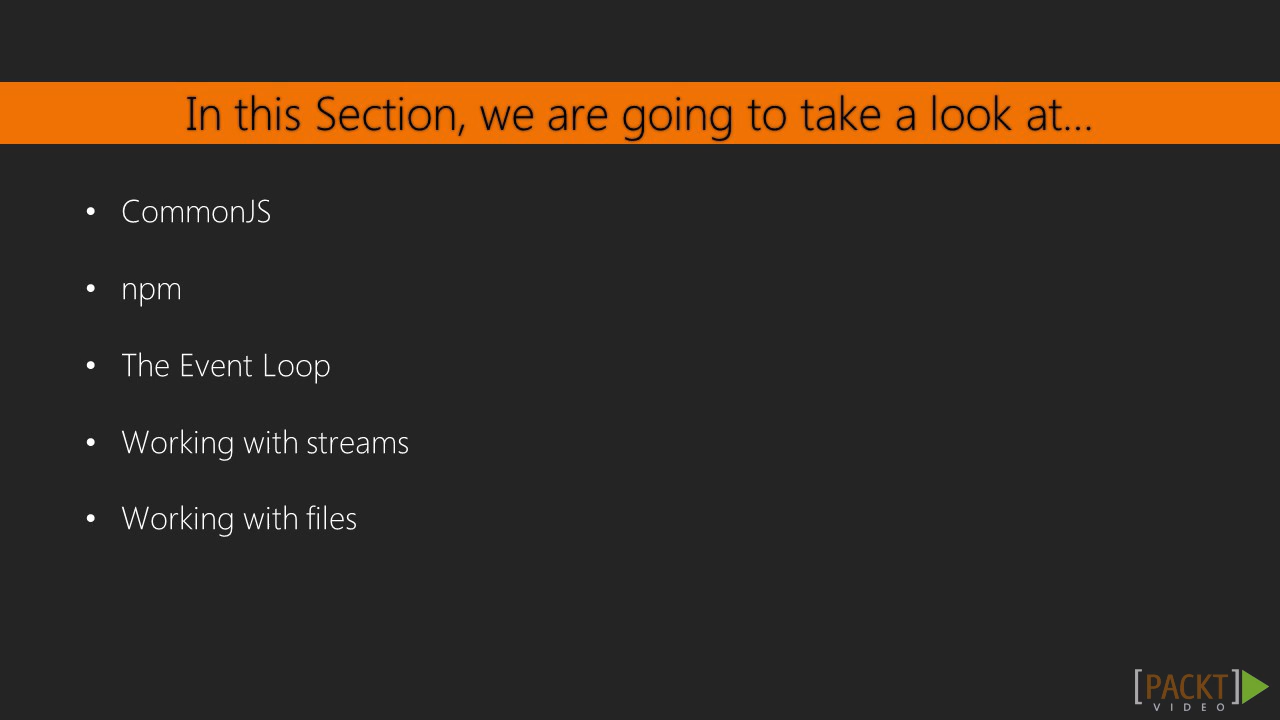 In this Section, we are going to take a look at...
• CommonJS
• npm
• The Event Loop
• Working with streams
• Working with files
[PACKT]
VIDEO